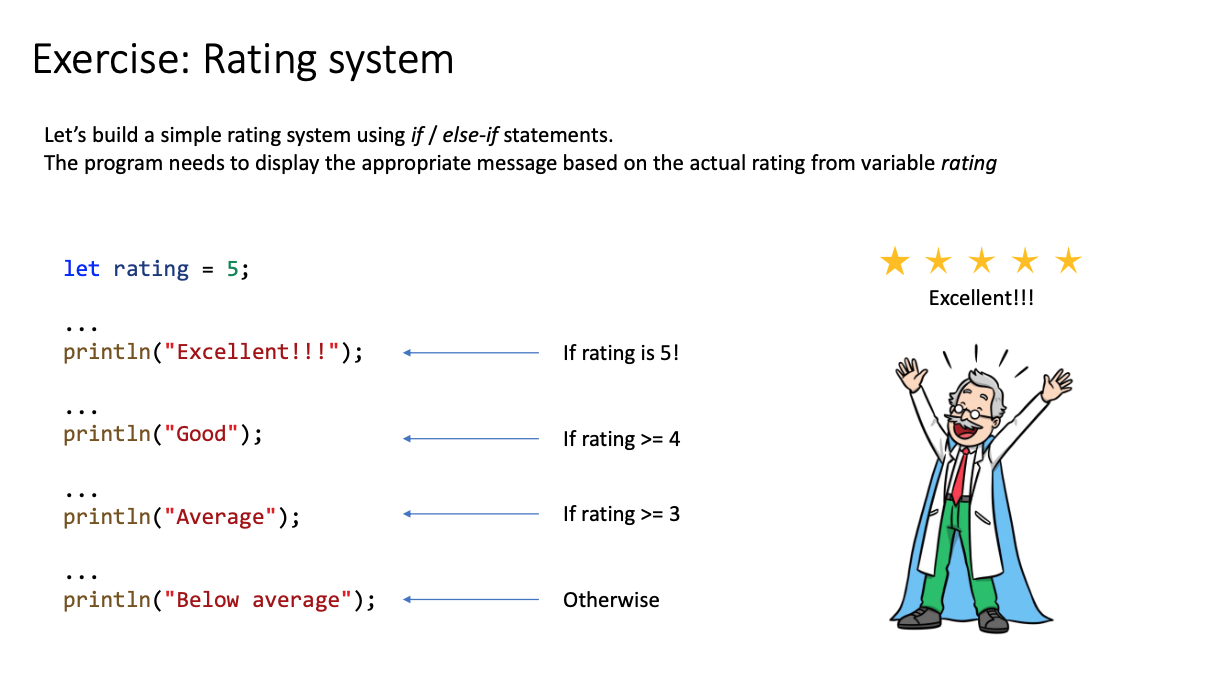 Exercise: Rating system
Let’s build a simple rating system using if / else-if statements.
The program needs to display the appropriate message based on the actual rating from variable rating
let rating = 5;
...
println("Excellent!!!");
If rating is 5!
...
println("Good");
If rating >= 4
...
println("Average");
If rating >= 3
...
println("Below average");
Otherwise
Excellent!!!